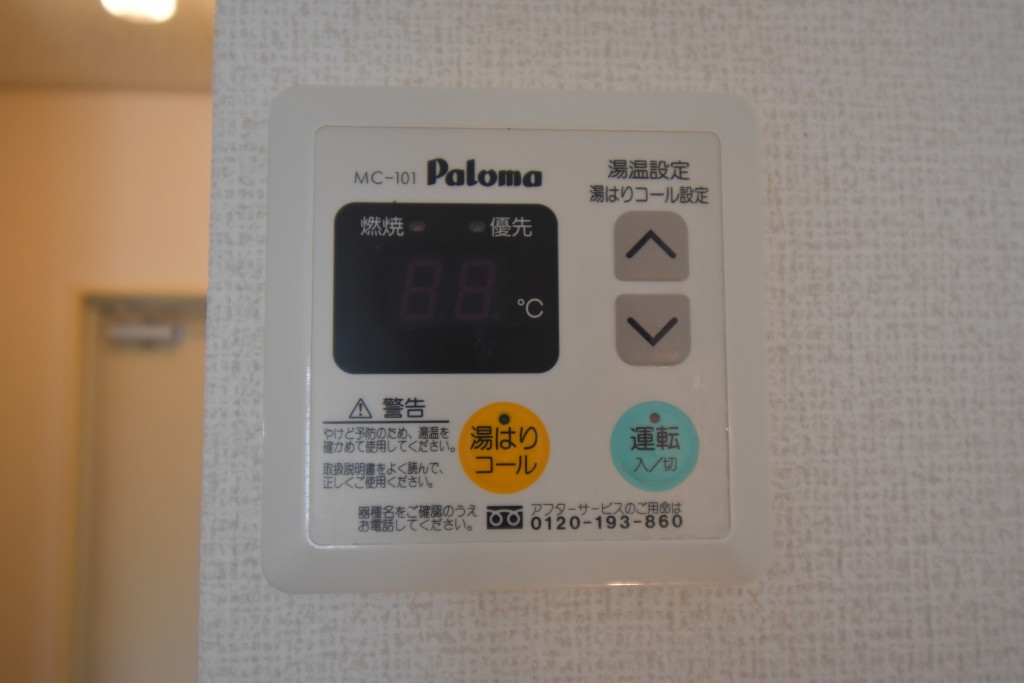 MC-101 Paloma
湯温設定
湯はりコール設定
燃焼 優先
88 ℃
警告
やけど予防のため、湯温を
確かめて使用してください。
取扱説明書をよく読んで、
正しくご使用ください。
湯はり
コール
運転
入/切
器種名をご確認のうえ
お電話してください。
アフターサービスのご用命は
0120-193-860